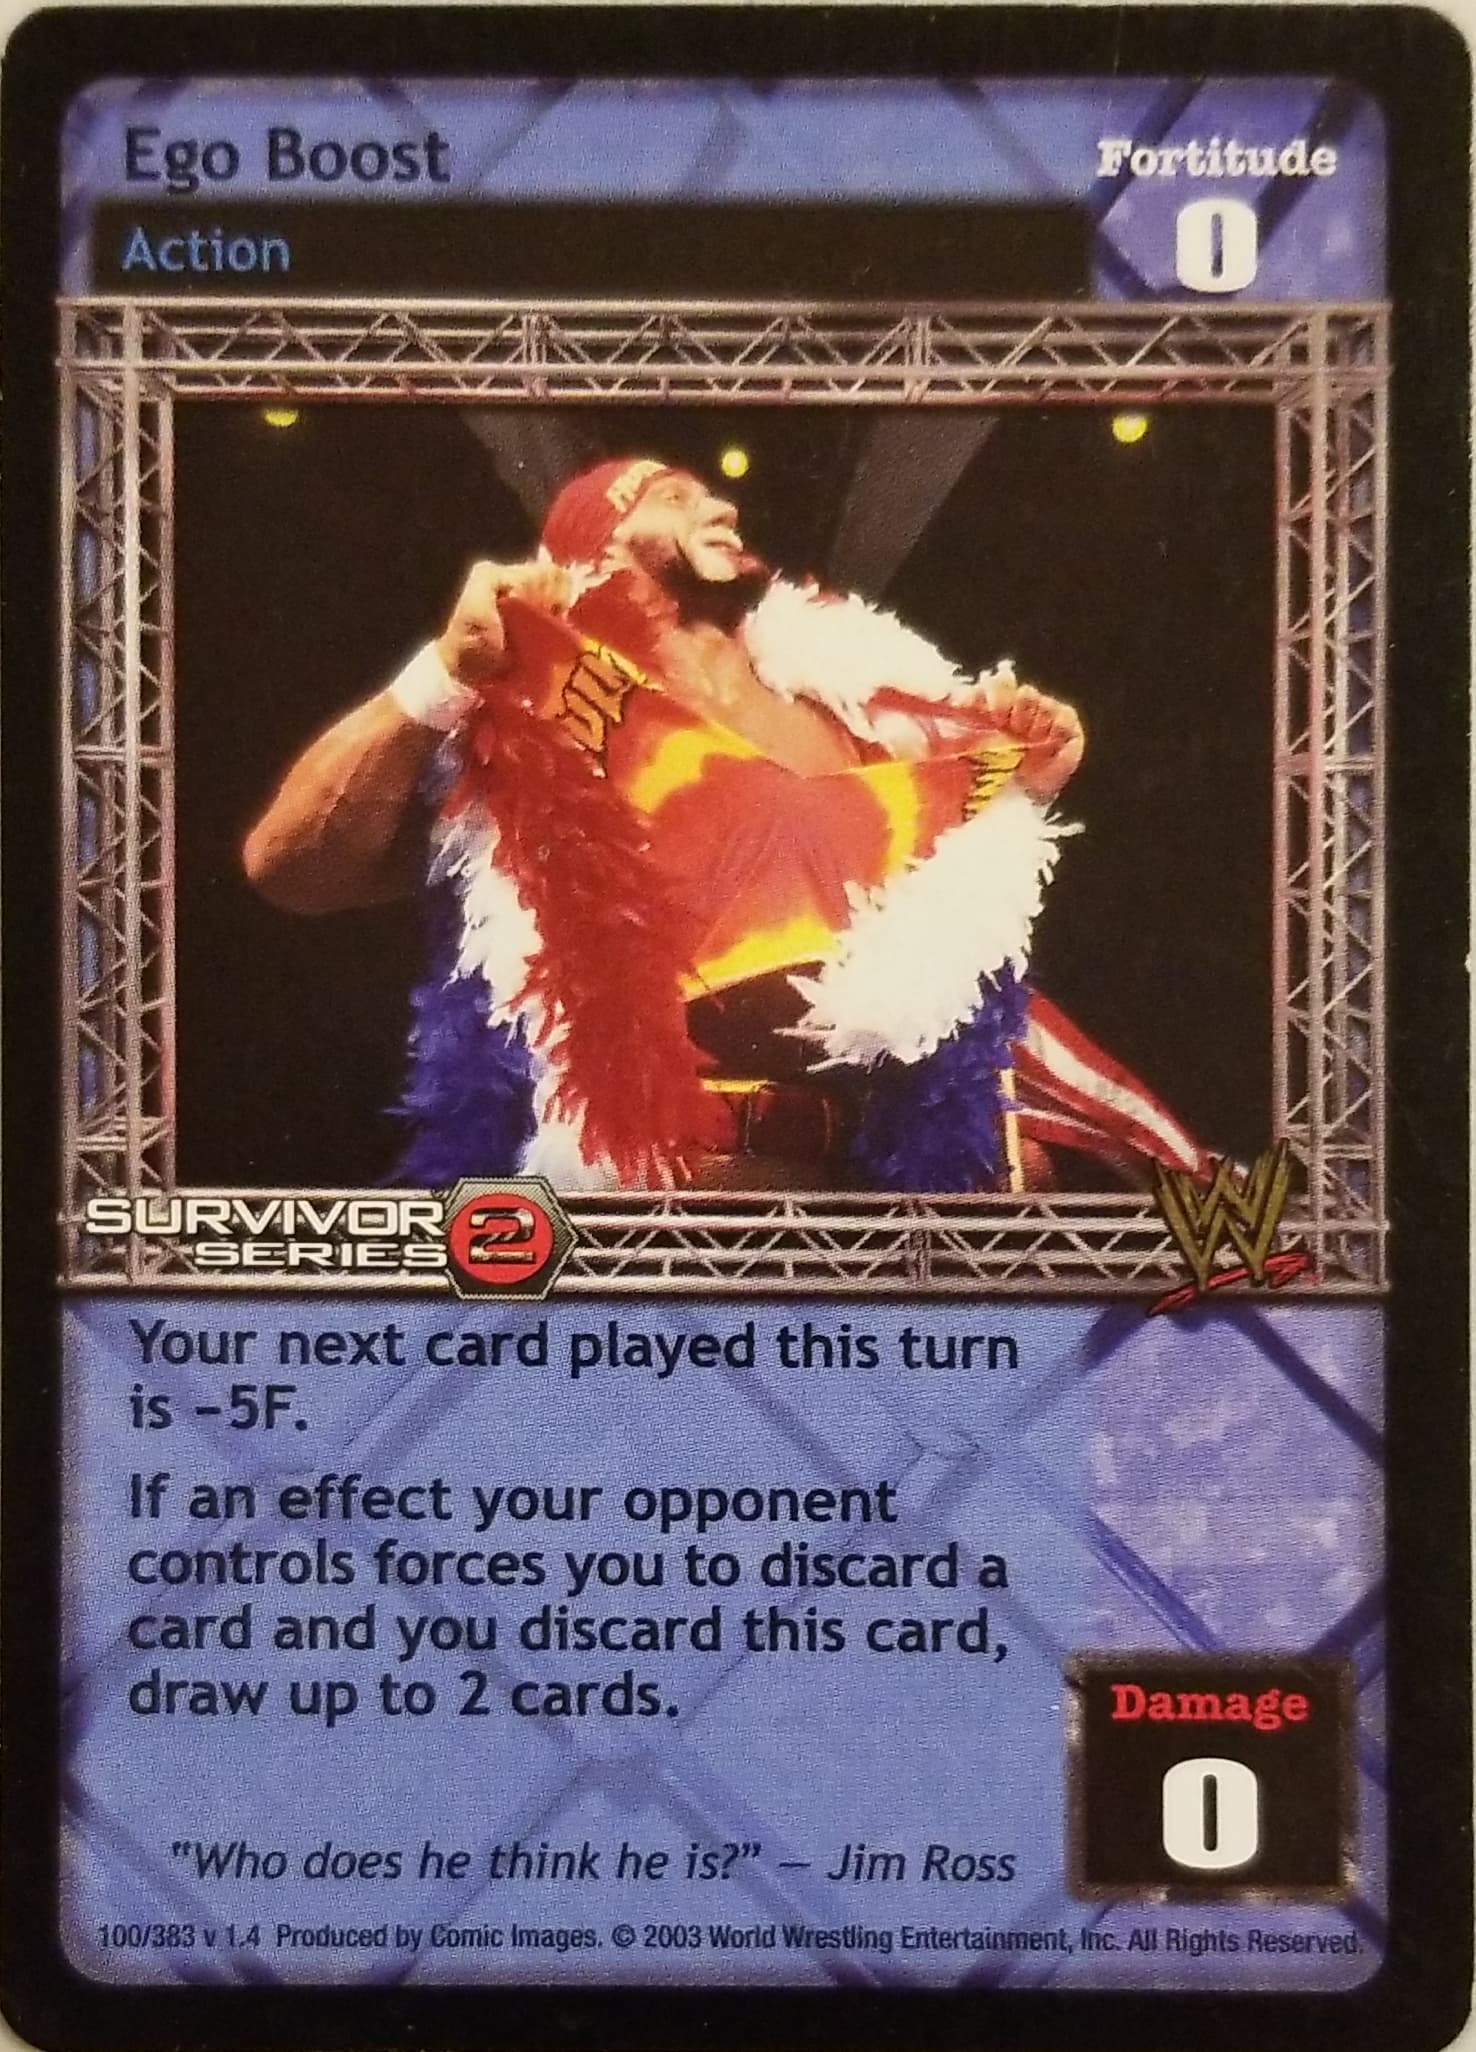 Ego Boost
Fortitude
Action
0
SURVIVOR
SERIES 2
W
Your next card played this turn
is -5F.
If an effect your opponent
controls forces you to discard a
card and you discard this card,
draw up to 2 cards.
Damage
0
"Who does he think he is?" — Jim Ross
100/383 v 1.4 Produced by Comic Images. © 2003 World Wrestling Entertainment, Inc. All Rights Reserved.